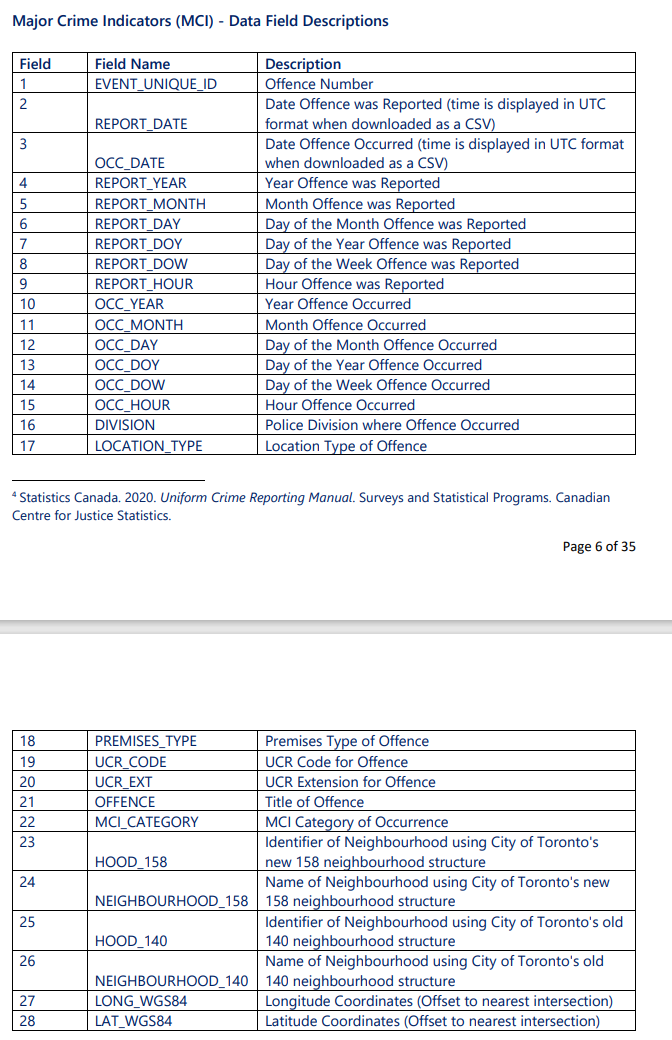 Major Crime Indicators (MCI) - Data Field Descriptions
Field Field Name Description
1 EVENT_UNIQUE_ID Offence Number
2 REPORT_DATE Date Offence was Reported (time is displayed in UTC
format when downloaded as a CSV)
3 OCC_DATE Date Offence Occurred (time is displayed in UTC format
when downloaded as a CSV)
4 REPORT_YEAR Year Offence was Reported
5 REPORT_MONTH Month Offence was Reported
6 REPORT_DAY Day of the Month Offence was Reported
7 REPORT_DOY Day of the Year Offence was Reported
8 REPORT_DOW Day of the Week Offence was Reported
9 REPORT_HOUR Hour Offence was Reported
10 OCC_YEAR Year Offence Occurred
11 OCC_MONTH Month Offence Occurred
12 OCC_DAY Day of the Month Offence Occurred
13 OCC_DOY Day of the Year Offence Occurred
14 OCC_DOW Day of the Week Offence Occurred
15 OCC_HOUR Hour Offence Occurred
16 DIVISION Police Division where Offence Occurred
17 LOCATION_TYPE Location Type of Offence
4 Statistics Canada. 2020. Uniform Crime Reporting Manual. Surveys and Statistical Programs. Canadian
Centre for Justice Statistics.
Page 6 of 35
18 PREMISES_TYPE Premises Type of Offence
19 UCR_CODE UCR Code for Offence
20 UCR_EXT UCR Extension for Offence
21 OFFENCE Title of Offence
22 MCI_CATEGORY MCI Category of Occurrence
23 HOOD_158 Identifier of Neighbourhood using City of Toronto's
new 158 neighbourhood structure
24 NEIGHBOURHOOD_158 Name of Neighbourhood using City of Toronto's new
158 neighbourhood structure
25 HOOD_140 Identifier of Neighbourhood using City of Toronto's old
140 neighbourhood structure
26 NEIGHBOURHOOD_140 Name of Neighbourhood using City of Toronto's old
140 neighbourhood structure
27 LONG_WGS84 Longitude Coordinates (Offset to nearest intersection)
28 LAT_WGS84 Latitude Coordinates (Offset to nearest intersection)